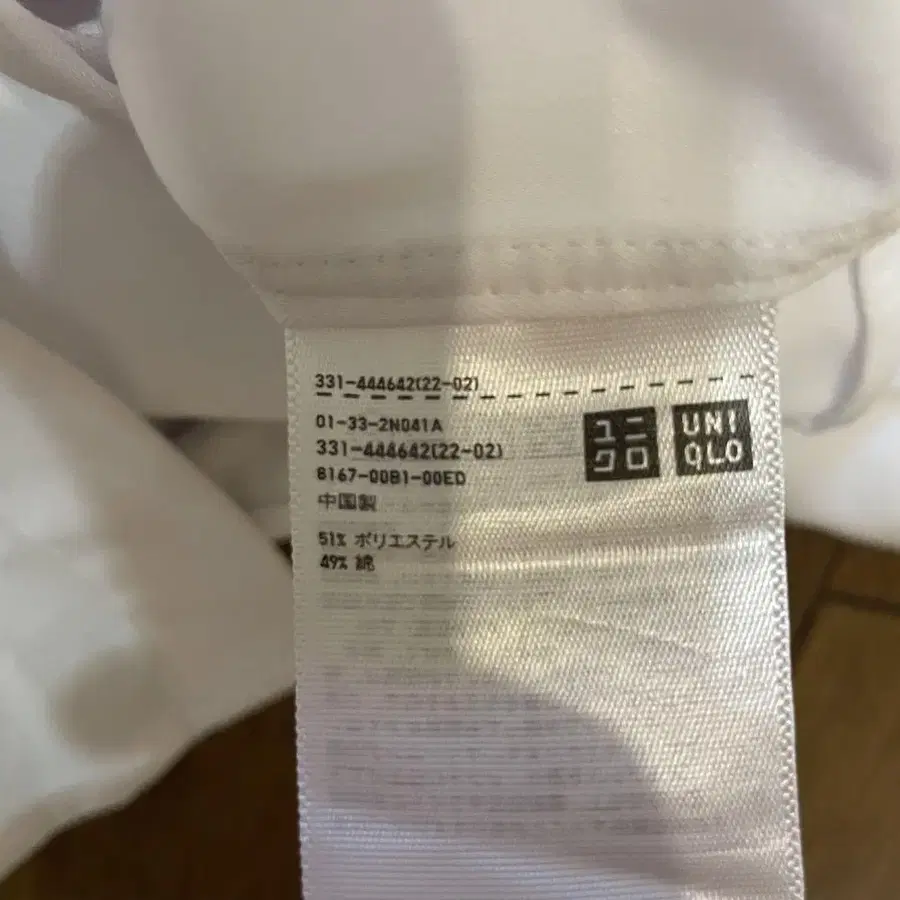 331-444642(22-02)
01-33-2N041A
331-444642(22-02)
8167-00B1-00ED
中国製
51% ポリエステル
49% 綿
ユニ
クロ
UNI
QLO